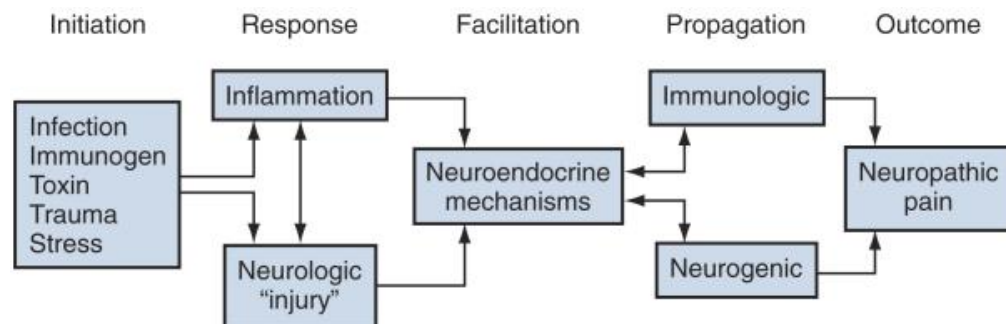 Initiation
Response
Facilitation
Propagation
Outcome
Infection
Immunogen
Toxin
Trauma
Stress
Inflammation
Neurologic
“injury”
Neuroendocrine
mechanisms
Immunologic
Neurogenic
Neuropathic
pain